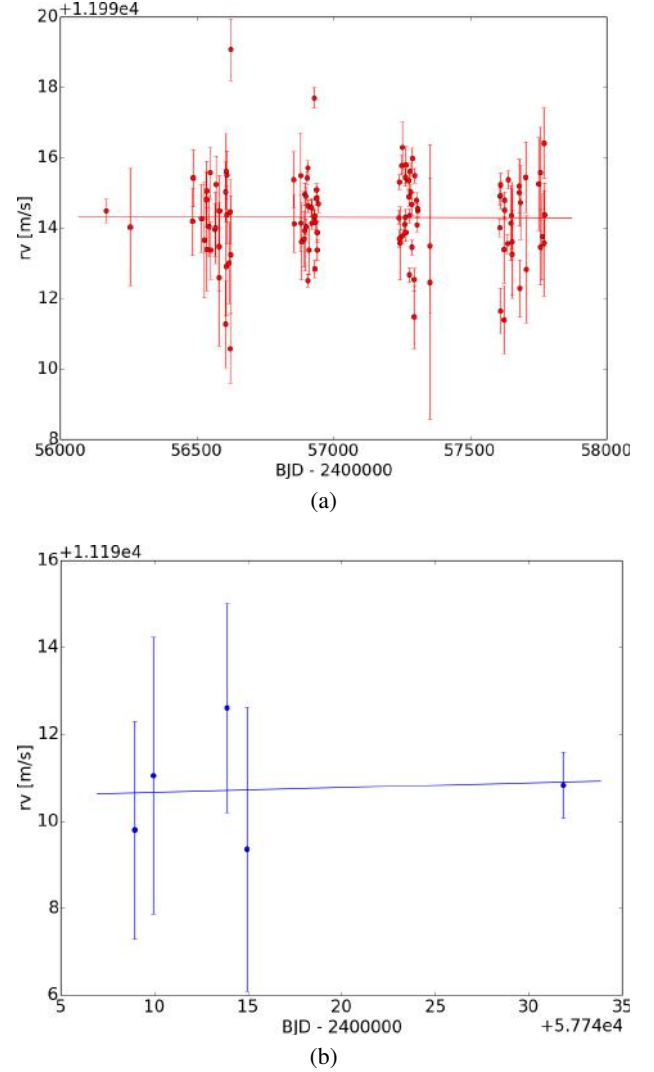 +1.199e4
20
18
16
14
12
10
8
rv [m/s]
56000 56500 57000 57500 58000
BJD - 2400000
(a)
+1.119e4
16
14
12
10
8
6
rv [m/s]
5 10 15 20 25 30 35
BJD - 2400000 +5.774e4
(b)